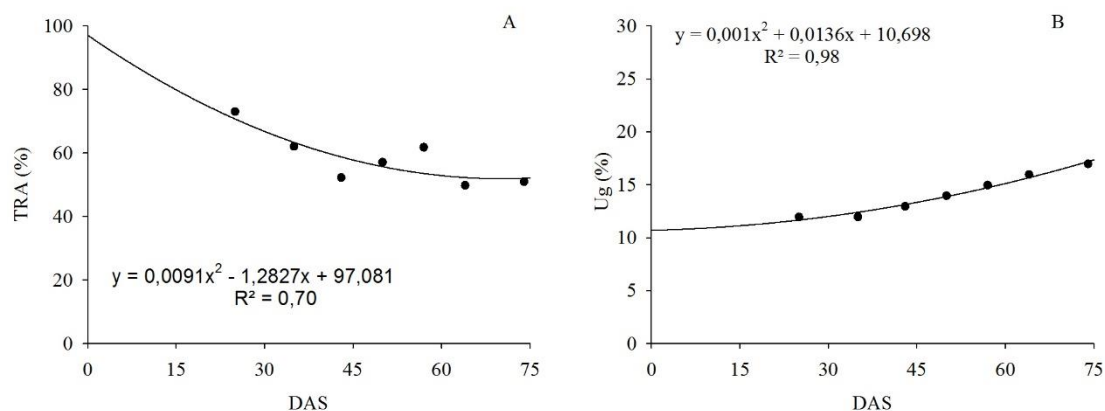 A
100
80
60
40
20
0
TRA (%)
y = 0,0091x² - 1,2827x + 97,081
R² = 0,70
0 15 30 45 60 75
DAS
B
y = 0,001x² + 0,0136x + 10,698
R² = 0,98
30
25
20
15
10
5
0
Ug (%)
0 15 30 45 60 75
DAS